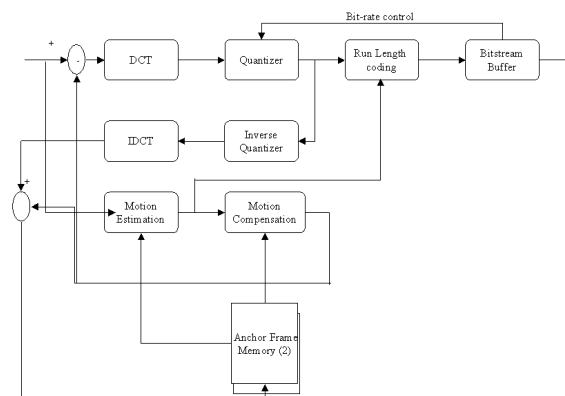 Bit-rate control
+
-
DCT
Quantizer
Run Length
coding
Bitstream
Buffer
IDCT
Inverse
Quantizer
+
Motion
Estimation
Motion
Compensation
Anchor Frame
Memory (2)